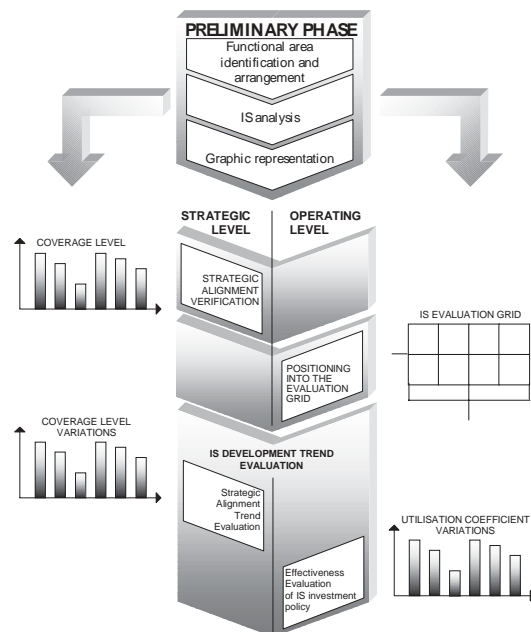 PRELIMINARY PHASE
Functional area
identification and
arrangement
IS analysis
Graphic representation
STRATEGIC
LEVEL
OPERATING
LEVEL
COVERAGE LEVEL
STRATEGIC
ALIGNMENT
VERIFICATION
IS EVALUATION GRID
POSITIONING
INTO THE
EVALUATION
GRID
COVERAGE LEVEL
VARIATIONS
IS DEVELOPMENT TREND
EVALUATION
Strategic
Alignment
Trend
Evaluation
UTILISATION COEFFICIENT
VARIATIONS
Effectiveness
Evaluation
of IS investment
policy